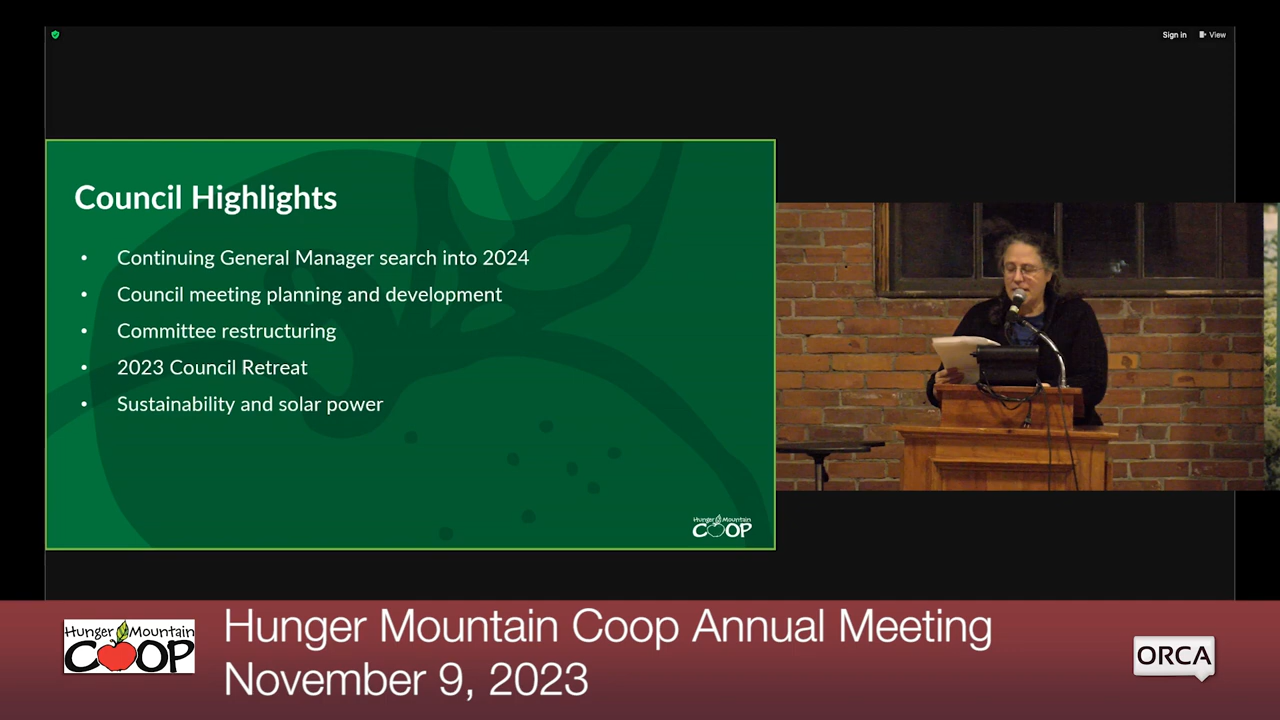 Sign in View
Council Highlights
• Continuing General Manager search into 2024
• Council meeting planning and development
• Committee restructuring
• 2023 Council Retreat
• Sustainability and solar power
Hunger Mountain
COOP
Hunger Mountain
COOP
Hunger Mountain Coop Annual Meeting
November 9, 2023
ORCA